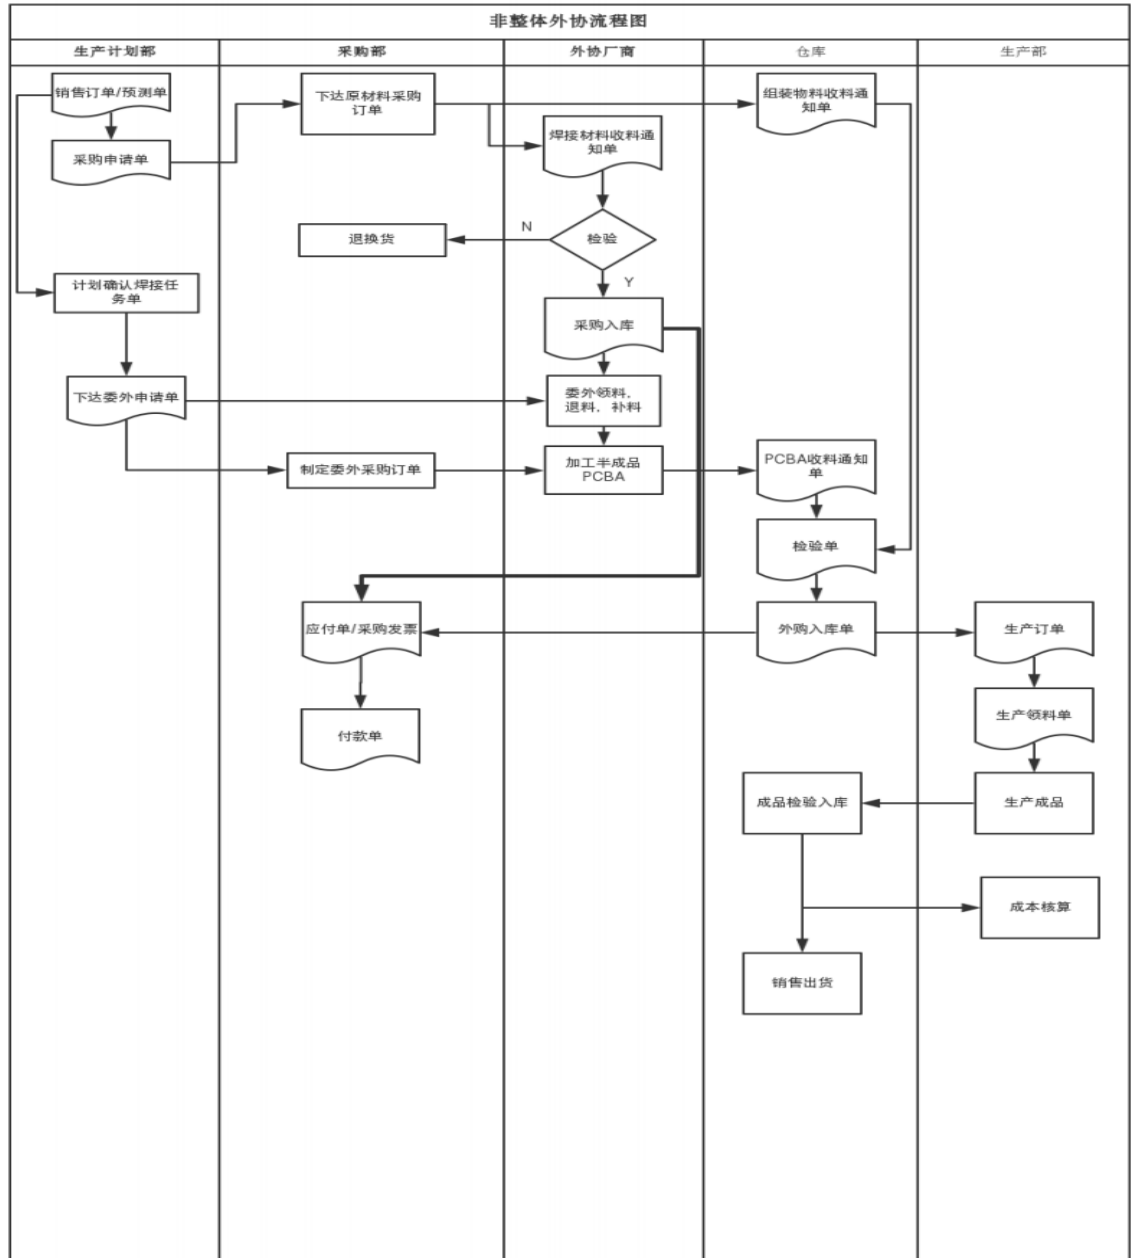 非整体外协流程图
生产计划部
采购部
外协厂商
仓库
生产部
销售订单/预测单
下达原材料采购
订单
组装物料收料通
知单
焊接材料收料通
知单
采购申请单
N
退换货
检验
Y
计划确认焊接任
务单
采购入库
下达委外申请单
委外领料，
退料，补料
制定委外采购订单
加工半成品
PCBA
PCBA收料通知
单
检验单
应付单/采购发票
外购入库单
生产订单
生产领料单
付款单
成品检验入库
生产成品
成本核算
销售出货